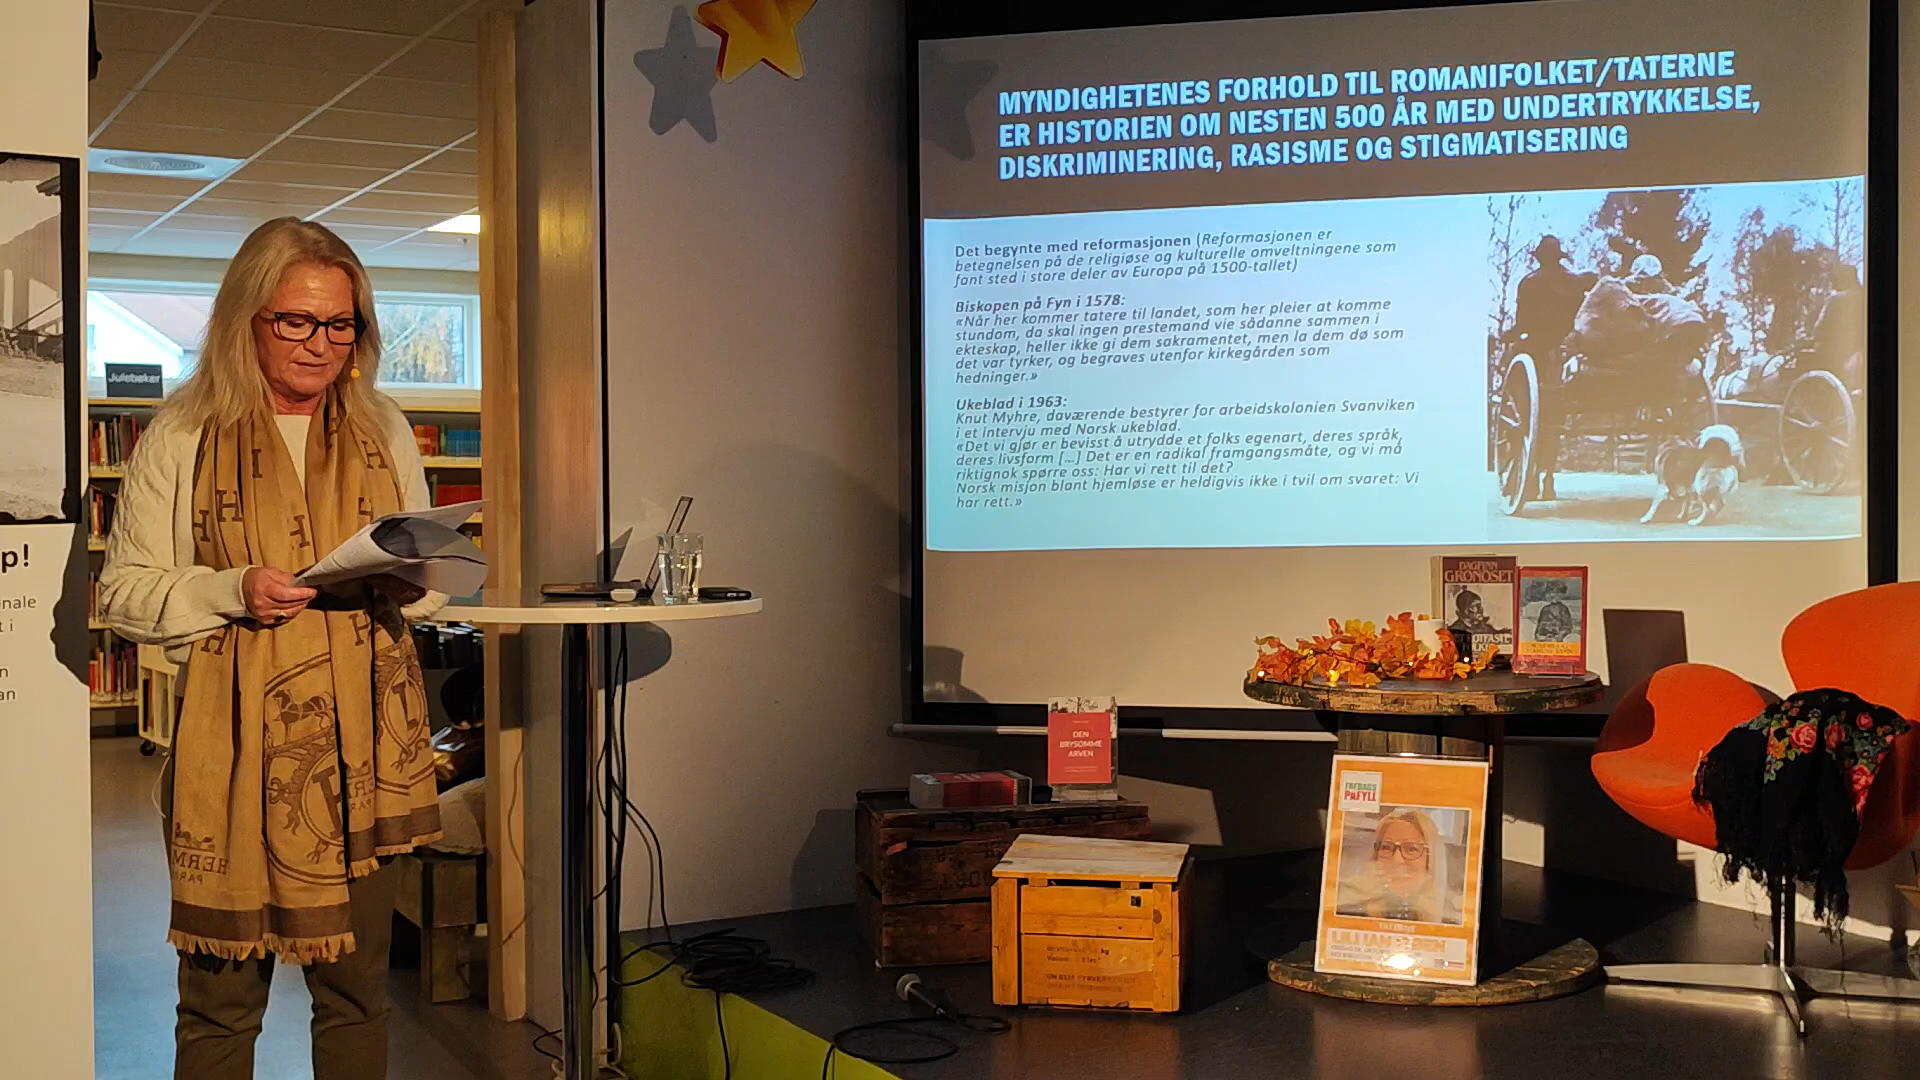 MYNDIGHETENES FORHOLD TIL ROMANIFOLKET/TATERNE
ER HISTORIEN OM NESTEN 500 ÅR MED UNDERTRYKKELSE,
DISKRIMINERING, RASISME OG STIGMATISERING
Det begynte med reformasjonen (Reformasjonen er
betegnelsen på de religiøse og kulturelle omveltningene som
fant sted i store deler av Europa på 1500-tallet)
Biskopen på Fyn i 1578:
«Når her kommer tatere til landet, som her pleier at komme
stundom, da skal ingen prestemand vie sådanne sammen i
ekteskap, heller ikke gi dem sakramentet, men la dem dø som
det var tyrker, og begraves utenfor kirkegården som
hedninger.»
Ukeblad i 1963:
Knut Myhre, daværende bestyrer for arbeidskolonien Svanviken
i et intervju med Norsk ukeblad.
«Det vi gjør er bevisst å utrydde et folks egenart, deres språk,
deres livsform [...] Det er en radikal framgangsmåte, og vi må
riktignok spørre oss: Har vi rett til det?
Norsk misjon blant hjemløse er heldigvis ikke i tvil om svaret: Vi
har rett.»
Julebøker
p!
nale
t i
n
an
H
H
H
H
HERM
PARI
DAGFINN
GRØNOSET
DEN
BRYSOMME
ARVEN
FREDAGS
PÅFYLL
LILLIAN
kg